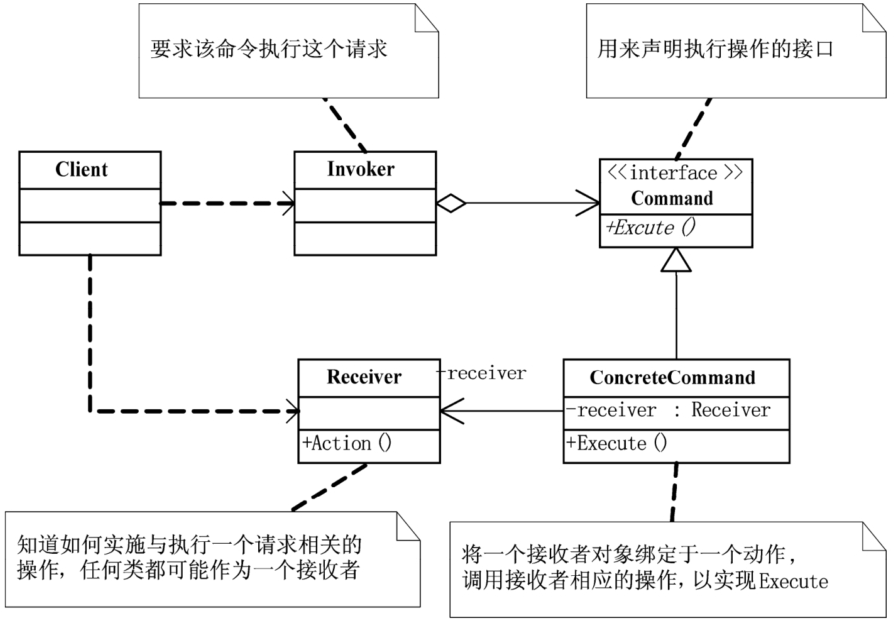 要求该命令执行这个请求
用来声明执行操作的接口
Client
Invoker
<<interface >>
Command
+Excute ()
Receiver
-receiver
+Action ()
ConcreteCommand
-receiver : Receiver
+Execute ()
知道如何实施与执行一个请求相关的
操作，任何类都可能作为一个接收者
将一个接收者对象绑定于一个动作，
调用接收者相应的操作，以实现Execute